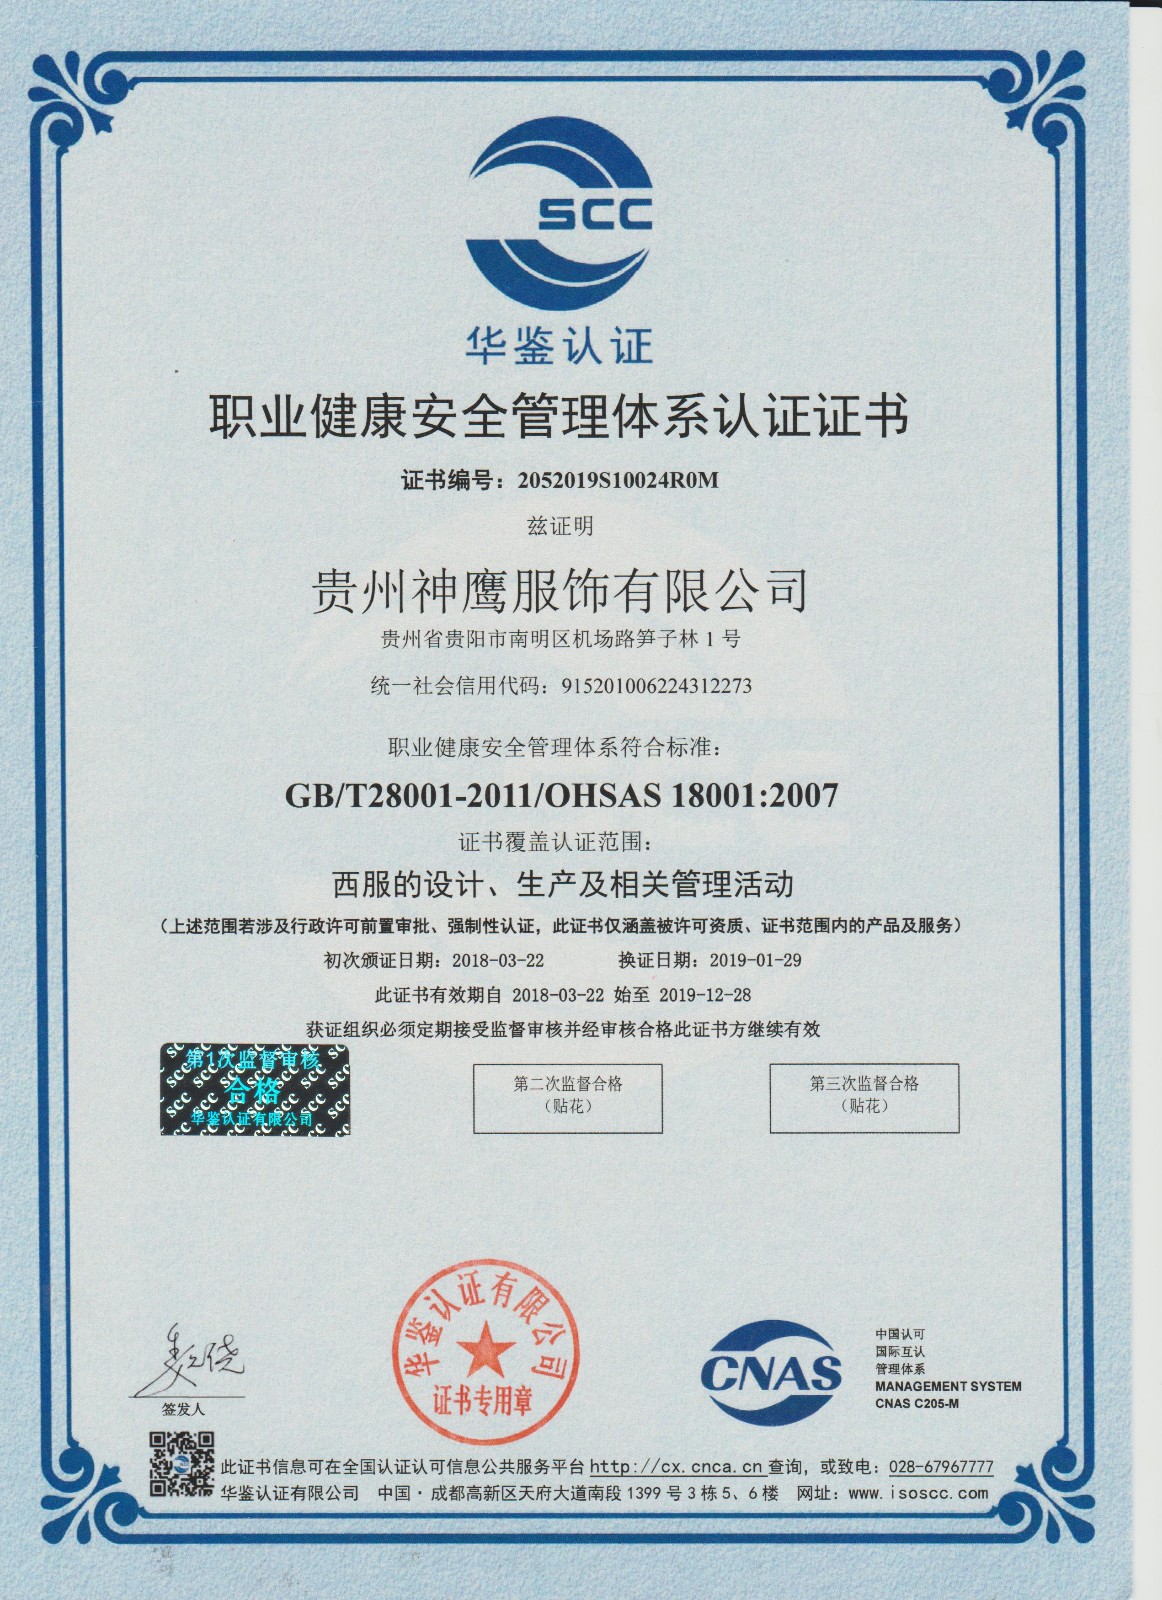 SCC
华鉴认证
职业健康安全管理体系认证证书
证书编号：2052019S10024R0M
兹证明
贵州神鹰服饰有限公司
贵州省贵阳市南明区机场路笋子林 1 号
统一社会信用代码：915201006224312273
职业健康安全管理体系符合标准：
GB/T28001-2011/OHSAS 18001:2007
证书覆盖认证范围：
西服的设计、生产及相关管理活动
（上述范围若涉及行政许可前置审批、强制性认证，此证书仅涵盖被许可资质、证书范围内的产品及服务）
初次颁证日期：2018-03-22 换证日期：2019-01-29
此证书有效期自 2018-03-22 始至 2019-12-28
获证组织必须定期接受监督审核并经审核合格此证书方继续有效
第1次监督审核
合格
华鉴认证有限公司
第二次监督合格
（贴花）
第三次监督合格
（贴花）
签发人
华鉴认证有限公司
证书专用章
CNAS
中国认可
国际互认
管理体系
MANAGEMENT SYSTEM
CNAS C205-M
此证书信息可在全国认证认可信息公共服务平台 http://cx.cnca.cn 查询，或致电：028-67967777
华鉴认证有限公司 中国·成都高新区天府大道南段 1399 号 3 栋 5、6 楼 网址：www.isoscc.com